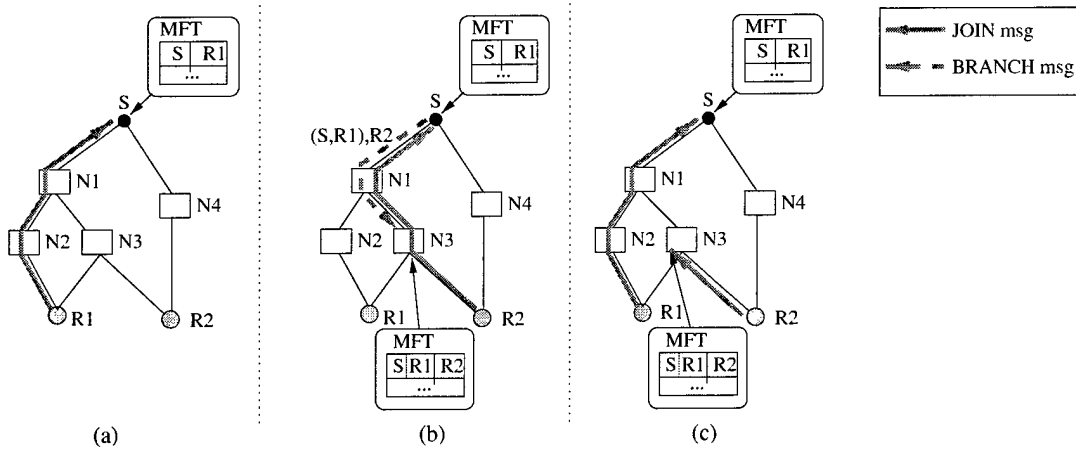 MFT
S R1
...
S
N1
N4
N2 N3
R1 R2
(a)
MFT
S R1
...
S
(S,R1),R2
N1
N4
N2 N3
R1 R2
MFT
S R1 R2
...
(b)
MFT
S R1
...
S
N1
N4
N2 N3
R1 R2
MFT
S R1 R2
...
(c)
JOIN msg
BRANCH msg